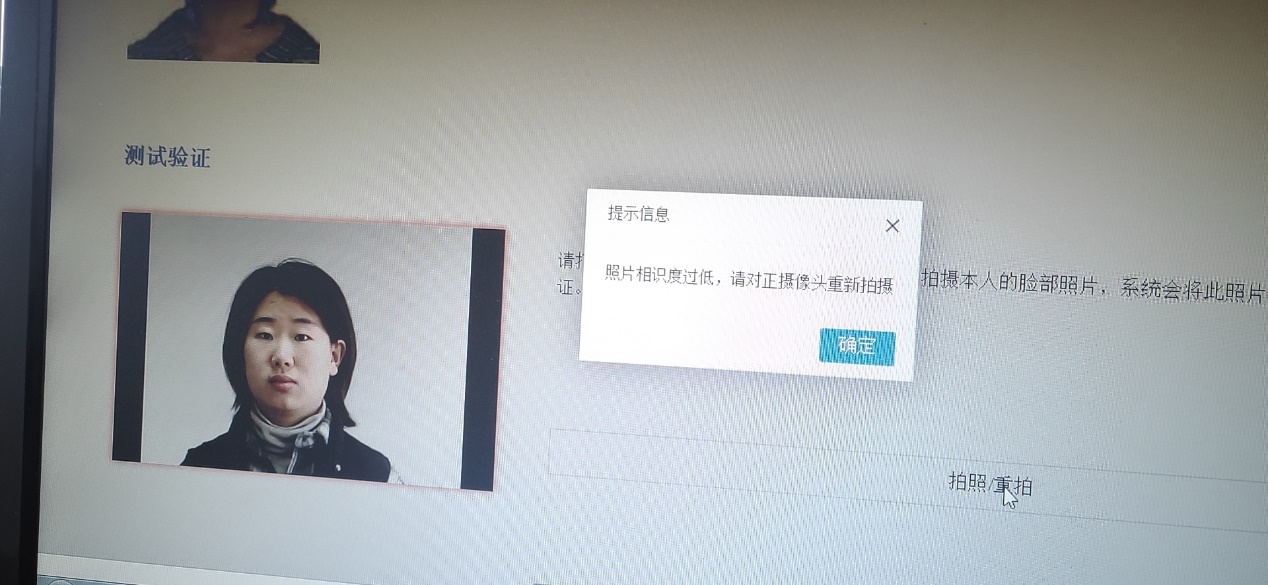 测试验证
提示信息
照片相识度过低，请对正摄像头重新拍摄
确定
请
拍摄本人的脸部照片，系统会将此照片
证。
拍照/重拍